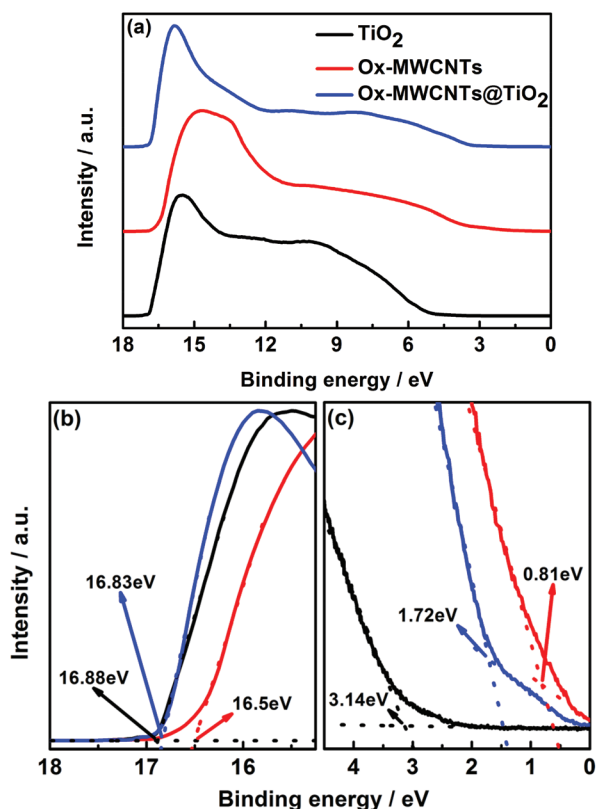 (a)
TiO2
Ox-MWCNTs
Ox-MWCNTs@TiO2
Intensity / a.u.
18 15 12 9 6 3 0
Binding energy / eV
(b)
16.83eV
16.88eV
16.5eV
Intensity / a.u.
18 17 16
(c)
0.81eV
1.72eV
3.14eV
4 3 2 1 0
Binding energy / eV